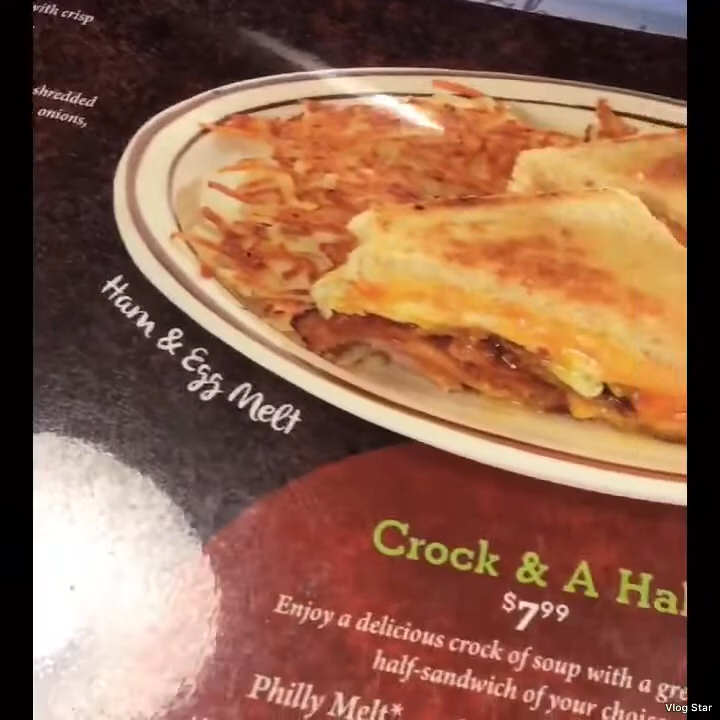 with crisp
shredded
onions,
Ham & Egg Melt
Crock & A Hal
$7.99
Enjoy a delicious crock of soup with a gre
half-sandwich of your choi
Philly Melt*
Vlog Star